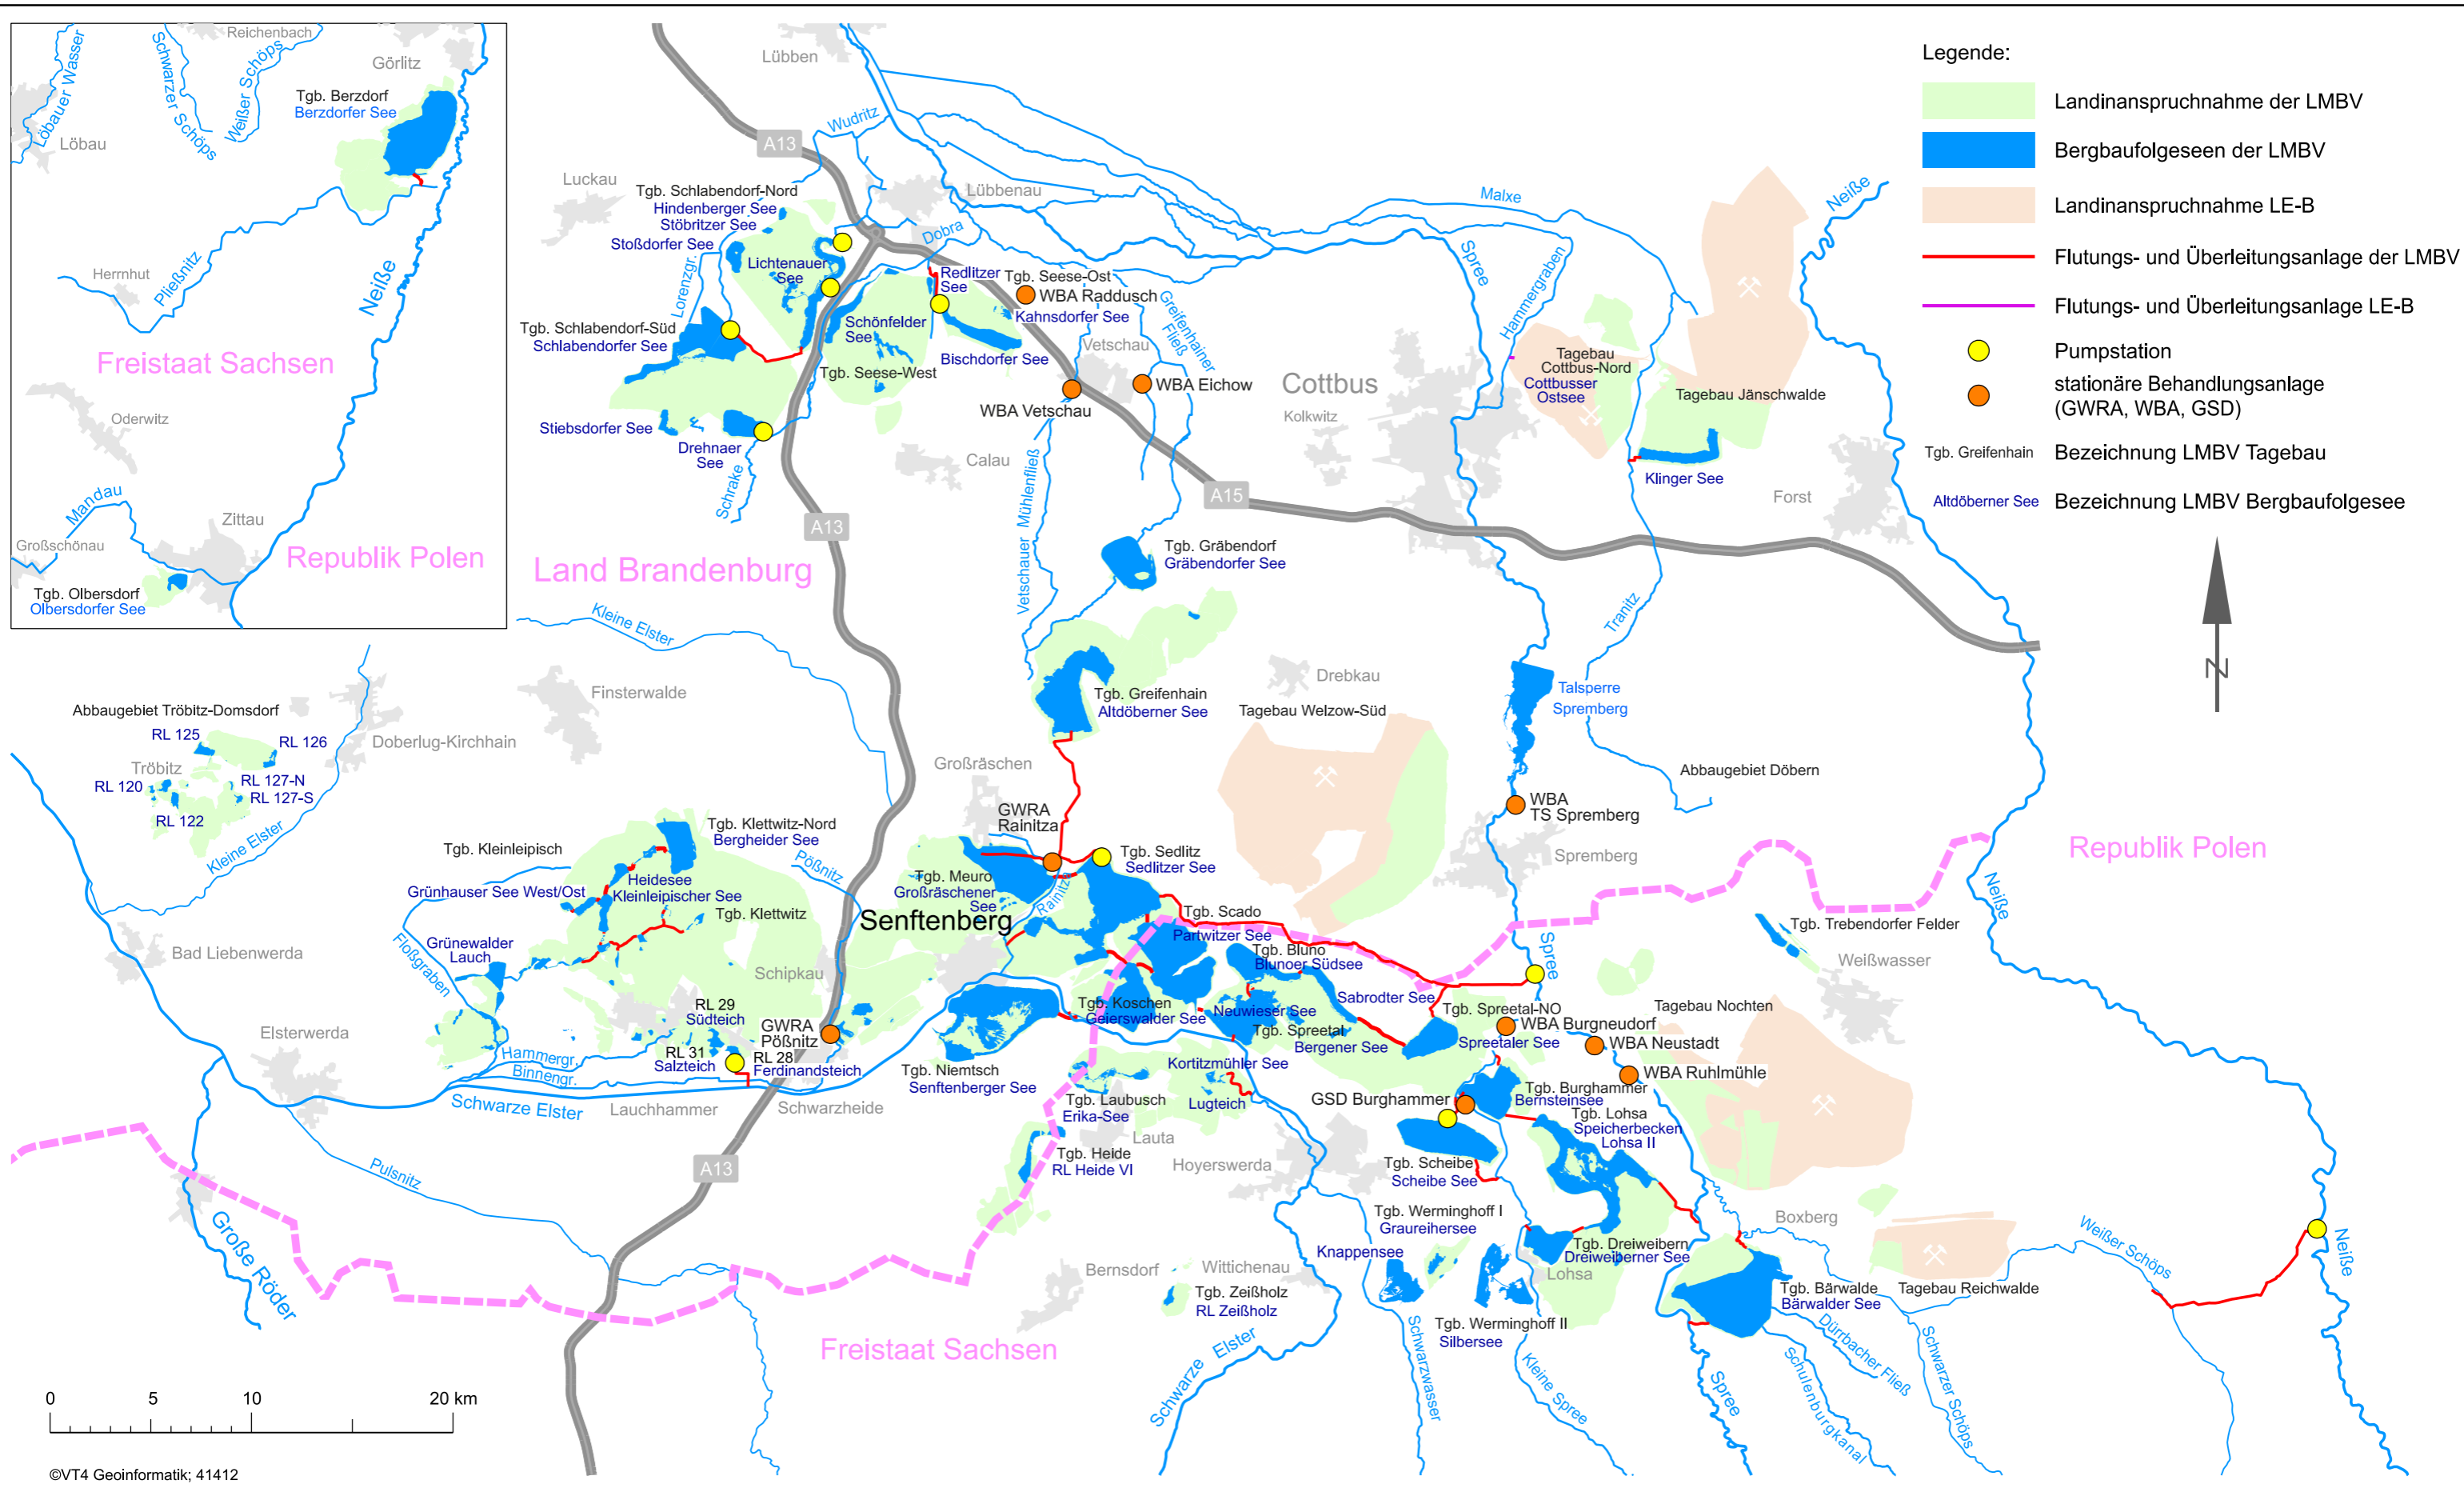 Reichenbach
Görlitz
Löbauer Wasser
Schwarzer Schöps
Weißer Schöps
Tgb. Berzdorf
Berzdorfer See
Löbau
Herrnhut
Pließnitz
Neiße
Freistaat Sachsen
Oderwitz
Mandau
Zittau
Großschönau
Republik Polen
Tgb. Olbersdorf
Olbersdorfer See
Lübben
Wudritz
A13
Luckau
Tgb. Schlabendorf-Nord
Hindenberger See
Stöbritzer See
Stoßdorfer See
Lübbenau
Dobra
Lichtenauer
See
Lorenzgr.
Redlitzer
See
Tgb. Seese-Ost
WBA Raddusch
Kahnsdorfer See
Greifenhainer
Fließ
Tgb. Schlabendorf-Süd
Schlabendorfer See
Schönfelder
See
Bischdorfer See
Vetschau
Tgb. Seese-West
WBA Eichow
WBA Vetschau
Stiebsdorfer See
Drehnaer
See
Schrake
Calau
Vetschauer Mühlenfließ
A13
A15
Malxe
Spree
Hammergraben
Neiße
Cottbus
Kolkwitz
Tagebau
Cottbus-Nord
Cottbusser
Ostsee
Tagebau Jänschwalde
Klinger See
Forst
Legende:
Landinanspruchnahme der LMBV
Bergbaufolgeseen der LMBV
Landinanspruchnahme LE-B
Flutungs- und Überleitungsanlage der LMBV
Flutungs- und Überleitungsanlage LE-B
Pumpstation
stationäre Behandlungsanlage
(GWRA, WBA, GSD)
Tgb. Greifenhain
Bezeichnung LMBV Tagebau
Altdöberner See
Bezeichnung LMBV Bergbaufolgesee
N
Land Brandenburg
Tgb. Gräbendorf
Gräbendorfer See
Kleine Elster
Tranitz
Finsterwalde
Drebkau
Tgb. Greifenhain
Altdöberner See
Tagebau Welzow-Süd
Talsperre
Spremberg
Abbaugebiet Tröbitz-Domsdorf
RL 125
RL 126
Doberlug-Kirchhain
Tröbitz
RL 120
RL 127-N
RL 127-S
RL 122
Kleine Elster
Großräschen
Abbaugebiet Döbern
GWRA
Rainitza
WBA
TS Spremberg
Spremberg
Republik Polen
Tgb. Klettwitz-Nord
Bergheider See
Tgb. Kleinleipisch
Pößnitz
Tgb. Sedlitz
Sedlitzer See
Tgb. Meuro
Großräschener
See
Rainitza
Heidesee
Grünhauser See West/Ost
Kleinleipischer See
Tgb. Klettwitz
Senftenberg
Tgb. Scado
Partwitzer See
Neiße
Tgb. Trebendorfer Felder
Weißwasser
Bad Liebenwerda
Floßgraben
Grünewalder
Lauch
Schipkau
Tgb. Bluno
Blunoer Südsee
Spree
Sabrodter See
RL 29
Südteich
GWRA
Pößnitz
Tgb. Koschen
Geierswalder See
Neuwieser See
Tgb. Spreetal
Bergener See
Tgb. Spreetal-NO
Spreetaler See
WBA Burgneudorf
Tagebau Nochten
WBA Neustadt
WBA Ruhlmühle
Elsterwerda
Hammergr.
Binnengr.
RL 31
Salzteich
RL 28
Ferdinandsteich
Tgb. Niemtsch
Senftenberger See
Kortitzmühler See
Lugteich
GSD Burghammer
Tgb. Burghammer
Bernsteinsee
Tgb. Lohsa
Speicherbecken
Lohsa II
Schwarze Elster
Lauchhammer
Schwarzheide
Tgb. Laubusch
Erika-See
Lauta
Tgb. Heide
RL Heide VI
Hoyerswerda
Tgb. Scheibe
Scheibe See
A13
Pulsnitz
Große Röder
Tgb. Werminghoff I
Graureihersee
Knappensee
Tgb. Dreiweibern
Dreiweiberner See
Lohsa
Boxberg
Weißer Schöps
Neiße
Bernsdorf
Wittichenau
Tgb. Zeißholz
RL Zeißholz
Tgb. Bärwalde
Bärwalder See
Tagebau Reichwalde
Tgb. Werminghoff II
Silbersee
Freistaat Sachsen
Schwarze Elster
Schwarzwasser
Kleine Spree
Spree
Schulenburgkanal
Dürrbacher Fließ
Schwarzer Schöps
0 5 10 20 km
©VT4 Geoinformatik; 41412